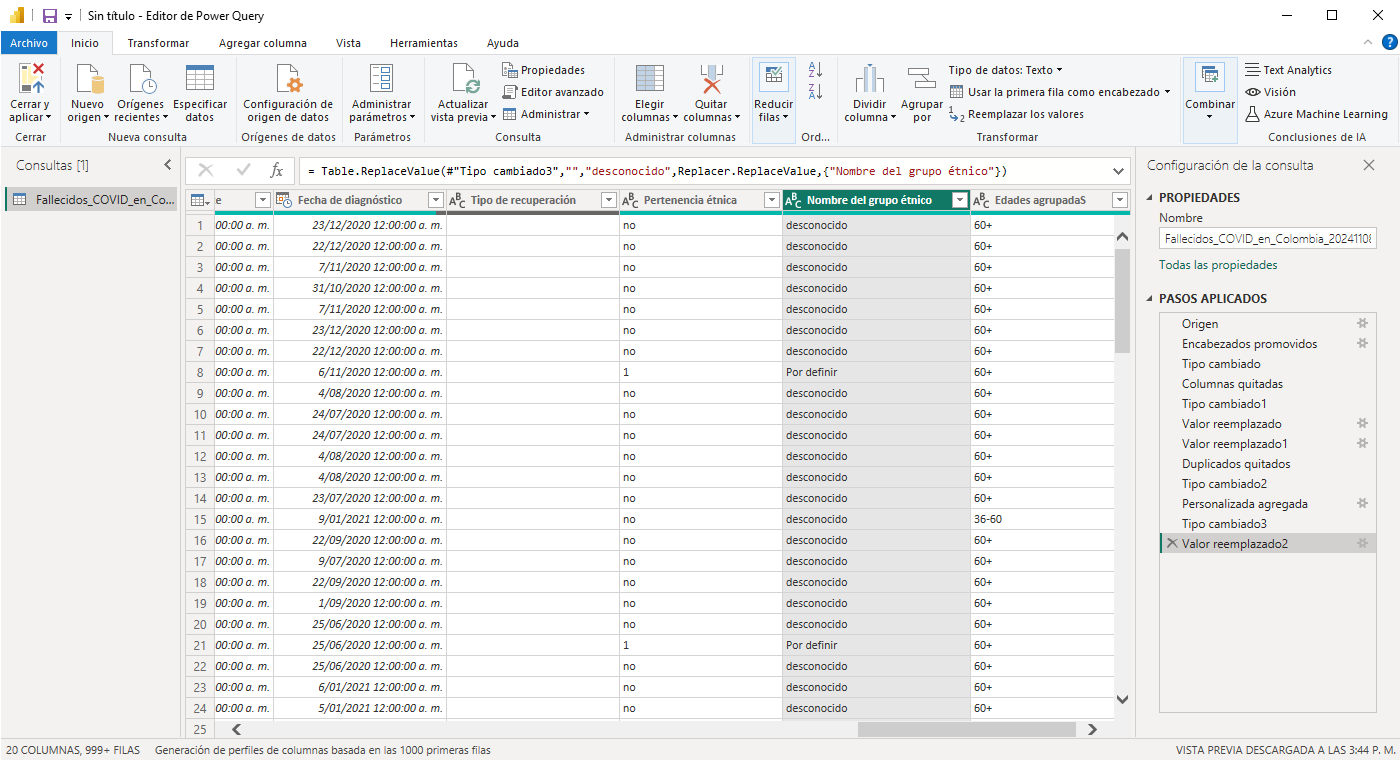 Sin título - Editor de Power Query
Archivo Inicio Transformar Agregar columna Vista Herramientas Ayuda
Cerrar y aplicar
Cerrar
Nuevo origen
Orígenes recientes
Especificar datos
Nueva consulta
Configuración de origen de datos
Orígenes de datos
Administrar parámetros
Parámetros
Actualizar vista previa
Propiedades
Editor avanzado
Administrar
Consulta
Elegir columnas
Quitar columnas
Administrar columnas
Reducir filas
Ord...
Dividir columna
Agrupar por
Tipo de datos: Texto
Usar la primera fila como encabezado
Reemplazar los valores
Transformar
Combinar
Text Analytics
Visión
Azure Machine Learning
Conclusiones de IA
Consultas [1]
Fallecidos_COVID_en_Co...
= Table.ReplaceValue(#"Tipo cambiado3","","desconocido",Replacer.ReplaceValue,{"Nombre del grupo étnico"})
e Fecha de diagnóstico Tipo de recuperación Pertenencia étnica Nombre del grupo étnico Edades agrupadaS
1 00:00 a. m. 23/12/2020 12:00:00 a. m. no desconocido 60+
2 00:00 a. m. 22/12/2020 12:00:00 a. m. no desconocido 60+
3 00:00 a. m. 7/11/2020 12:00:00 a. m. no desconocido 60+
4 00:00 a. m. 31/10/2020 12:00:00 a. m. no desconocido 60+
5 00:00 a. m. 7/11/2020 12:00:00 a. m. no desconocido 60+
6 00:00 a. m. 23/12/2020 12:00:00 a. m. no desconocido 60+
7 00:00 a. m. 22/12/2020 12:00:00 a. m. no desconocido 60+
8 00:00 a. m. 6/11/2020 12:00:00 a. m. 1 Por definir 60+
9 00:00 a. m. 4/08/2020 12:00:00 a. m. no desconocido 60+
10 00:00 a. m. 24/07/2020 12:00:00 a. m. no desconocido 60+
11 00:00 a. m. 24/07/2020 12:00:00 a. m. no desconocido 60+
12 00:00 a. m. 4/08/2020 12:00:00 a. m. no desconocido 60+
13 00:00 a. m. 4/08/2020 12:00:00 a. m. no desconocido 60+
14 00:00 a. m. 23/07/2020 12:00:00 a. m. no desconocido 60+
15 00:00 a. m. 9/01/2021 12:00:00 a. m. no desconocido 36-60
16 00:00 a. m. 22/09/2020 12:00:00 a. m. no desconocido 60+
17 00:00 a. m. 9/07/2020 12:00:00 a. m. no desconocido 60+
18 00:00 a. m. 22/09/2020 12:00:00 a. m. no desconocido 60+
19 00:00 a. m. 1/09/2020 12:00:00 a. m. no desconocido 60+
20 00:00 a. m. 25/06/2020 12:00:00 a. m. no desconocido 60+
21 00:00 a. m. 25/06/2020 12:00:00 a. m. 1 Por definir 60+
22 00:00 a. m. 25/06/2020 12:00:00 a. m. no desconocido 60+
23 00:00 a. m. 6/01/2021 12:00:00 a. m. no desconocido 60+
24 00:00 a. m. 5/01/2021 12:00:00 a. m. no desconocido 60+
25
Configuración de la consulta
PROPIEDADES
Nombre
Fallecidos_COVID_en_Colombia_20241108
Todas las propiedades
PASOS APLICADOS
Origen
Encabezados promovidos
Tipo cambiado
Columnas quitadas
Tipo cambiado1
Valor reemplazado
Valor reemplazado1
Duplicados quitados
Tipo cambiado2
Personalizada agregada
Tipo cambiado3
Valor reemplazado2
20 COLUMNAS, 999+ FILAS Generación de perfiles de columnas basada en las 1000 primeras filas VISTA PREVIA DESCARGADA A LAS 3:44 P. M.